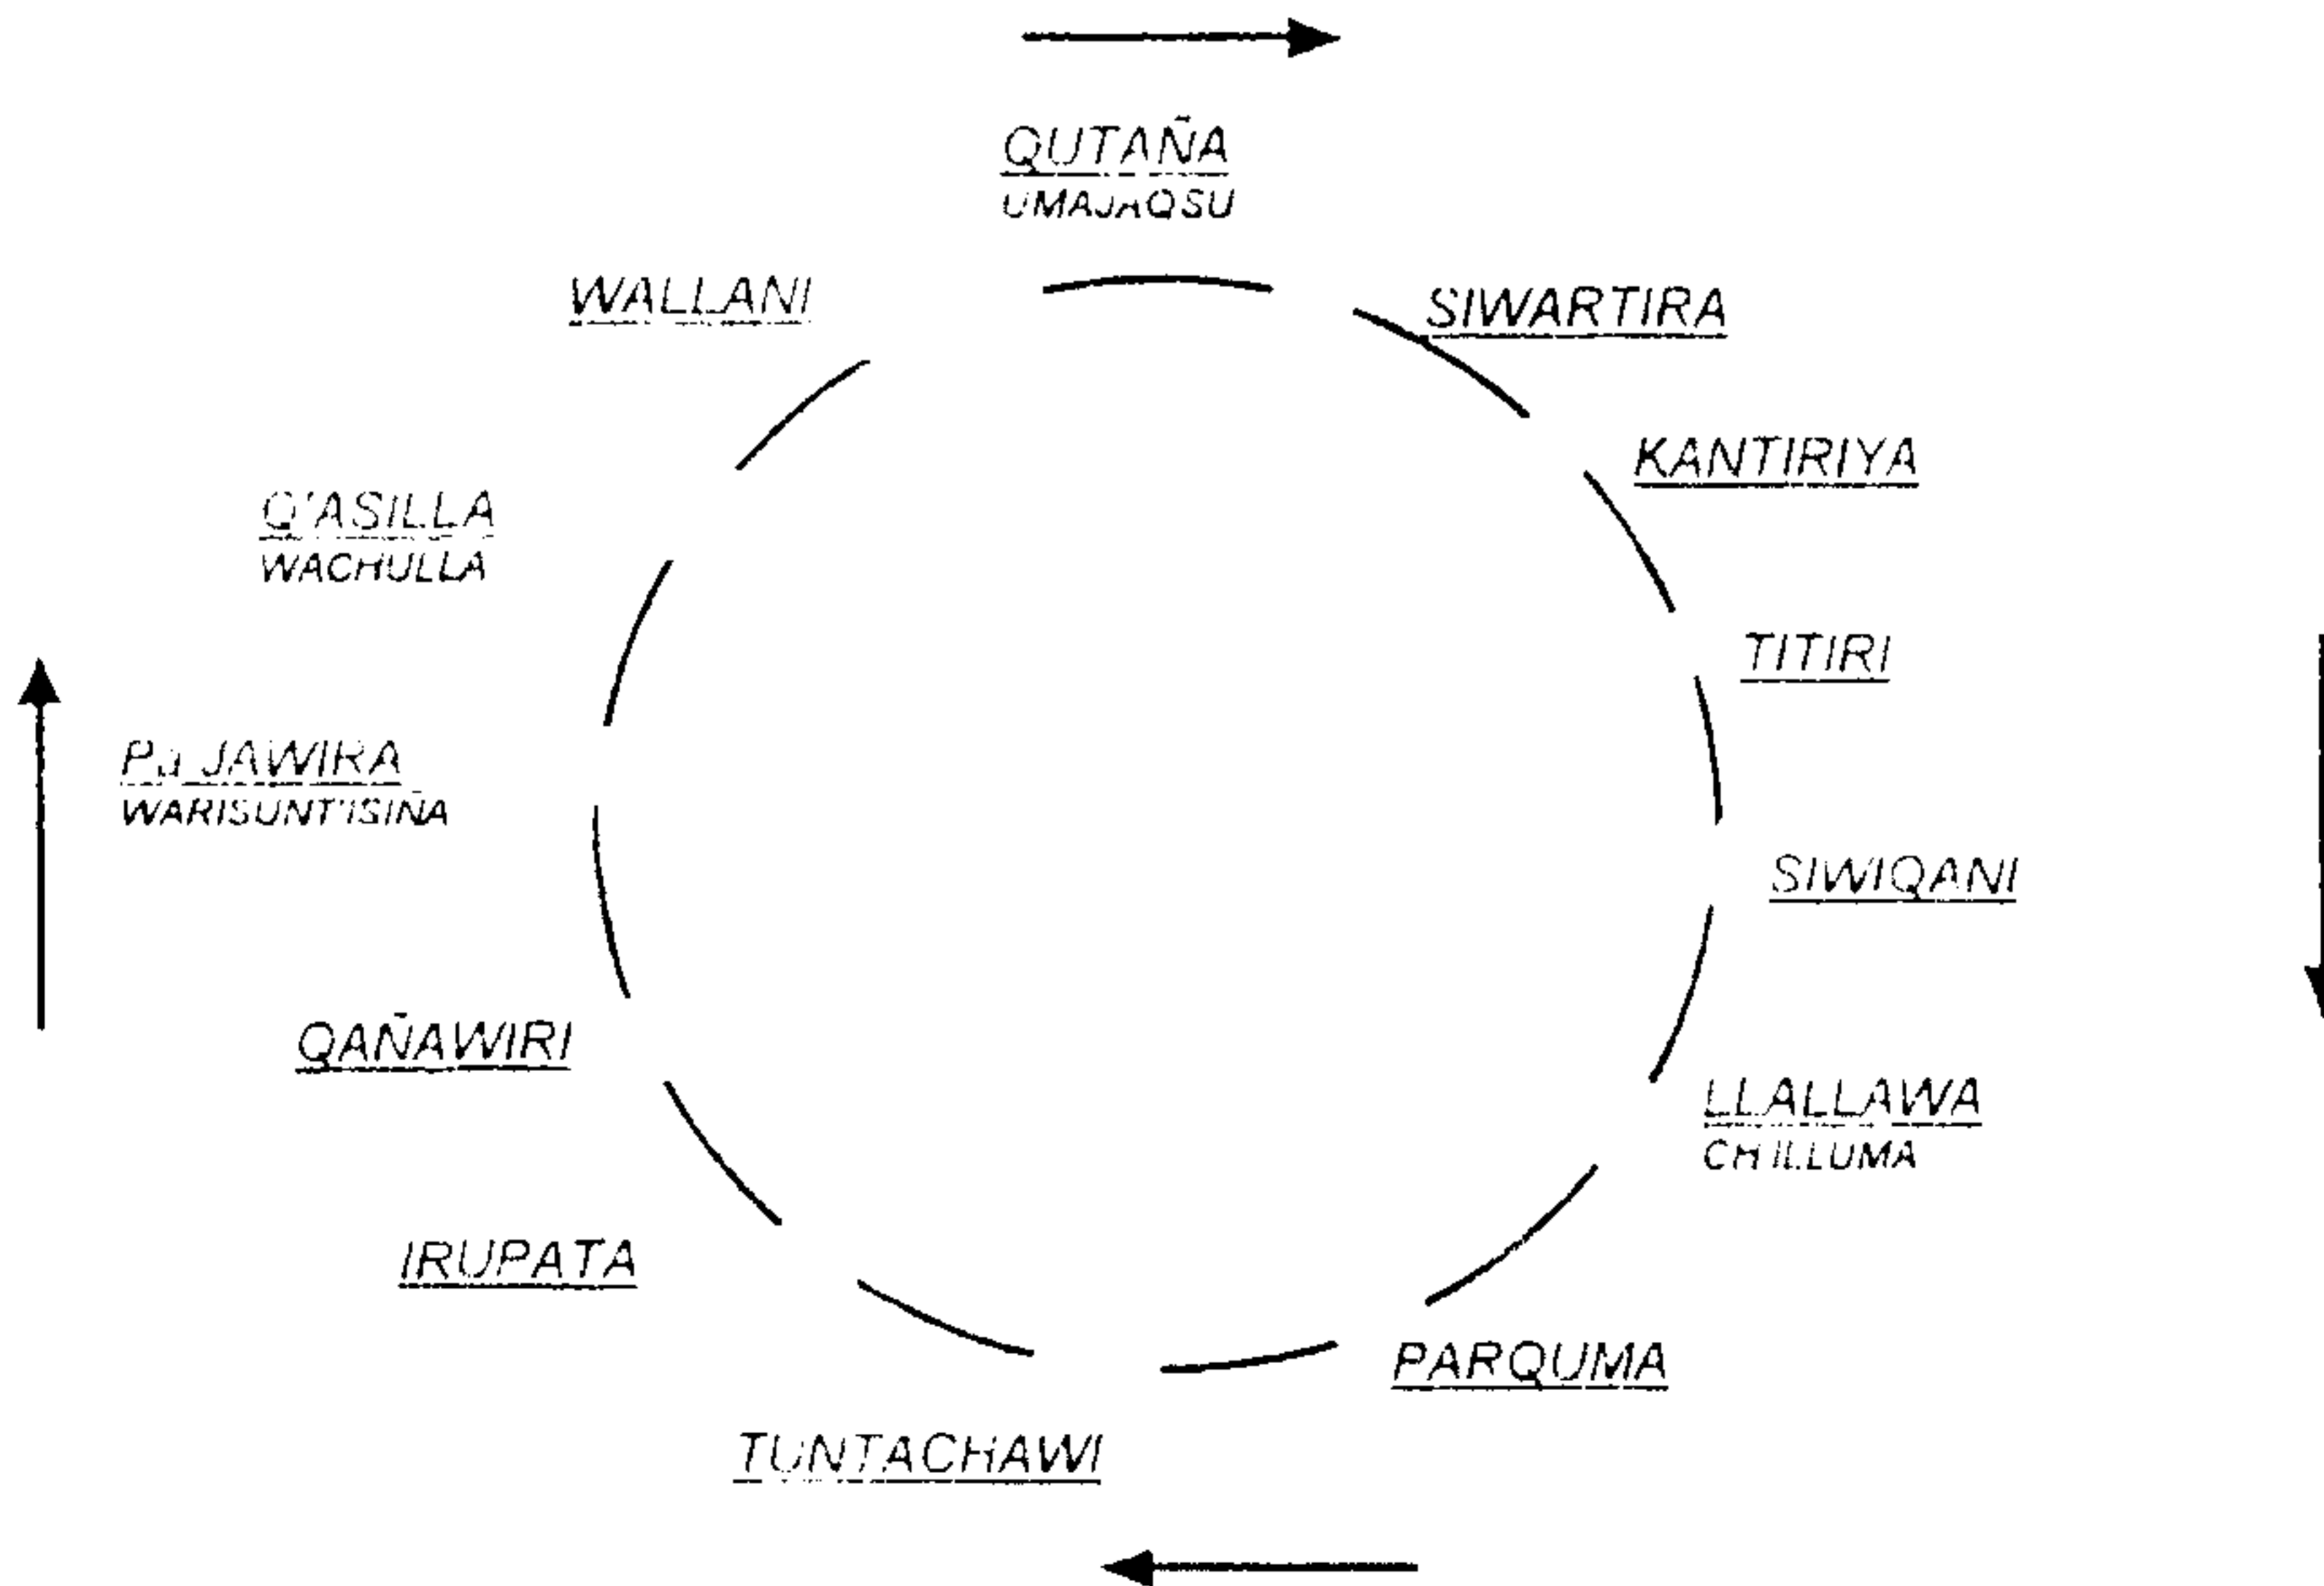 QUTAÑA
UMAJAQSU
WALLANI
SIWARTIRA
KANTIRIYA
Q'ASILLA
WACHULLA
TITIRI
JAWIRA
WARISUNT'ISIÑA
SIWIQANI
QAÑAWIRI
LLALLAWA
CHILLUMA
IRUPATA
PARQUMA
TUNTACHAWI